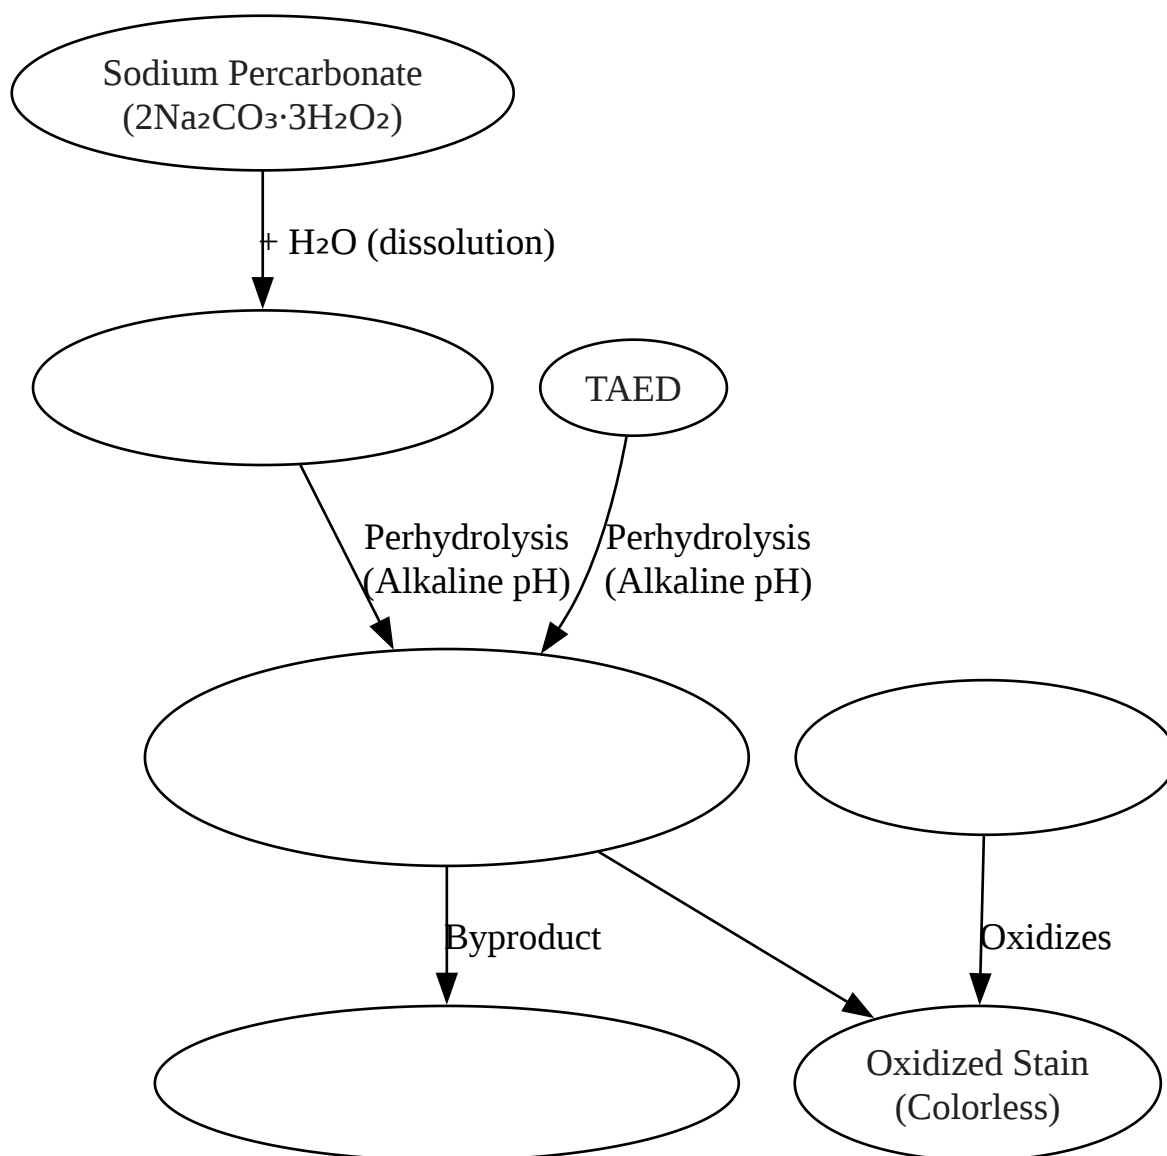 Sodium Percarbonate
(2Na₂CO₃·3H₂O₂)
+ H₂O (dissolution)
TAED
Perhydrolysis
(Alkaline pH)
Perhydrolysis
(Alkaline pH)
Byproduct
Oxidizes
Oxidized Stain
(Colorless)